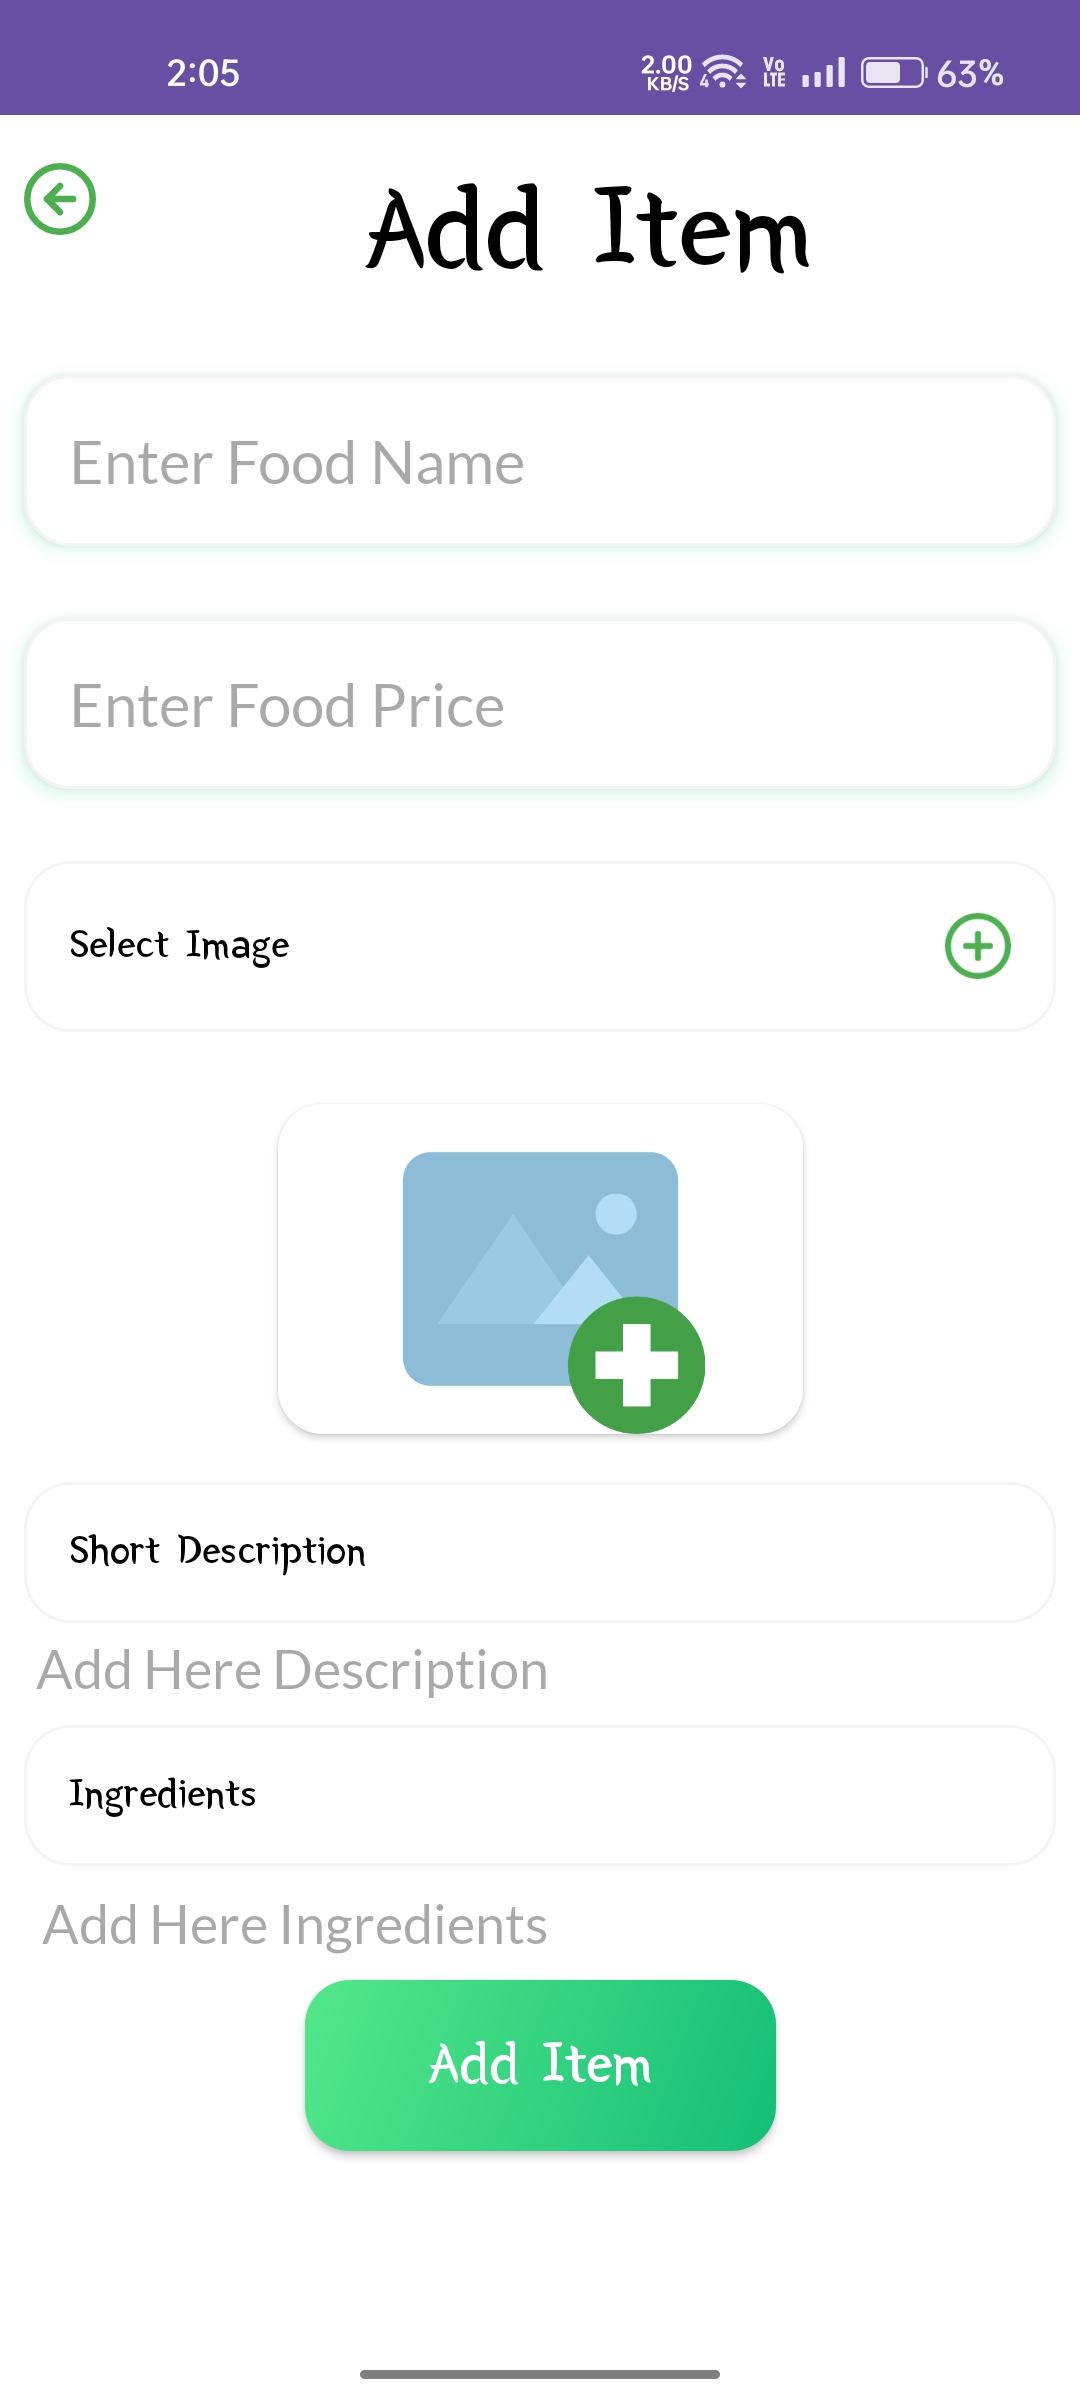 2:05
2.00 KB/S 4 Vo LTE 63%
Add Item
Enter Food Name
Enter Food Price
Select Image
Short Description
Add Here Description
Ingredients
Add Here Ingredients
Add Item